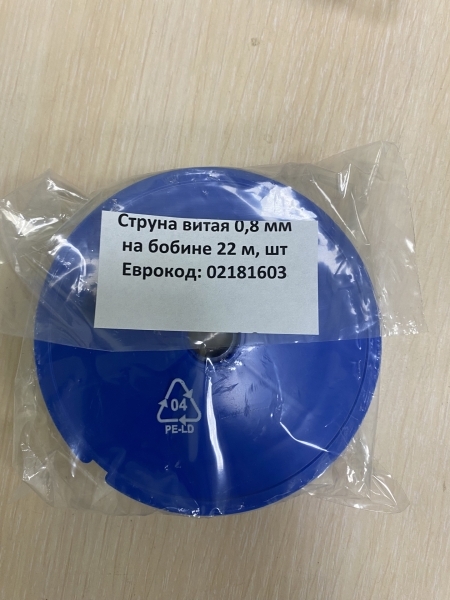 Струна витая 0,8 мм
на бобине 22 м, шт
Еврокод: 02181603
04
PE-LD